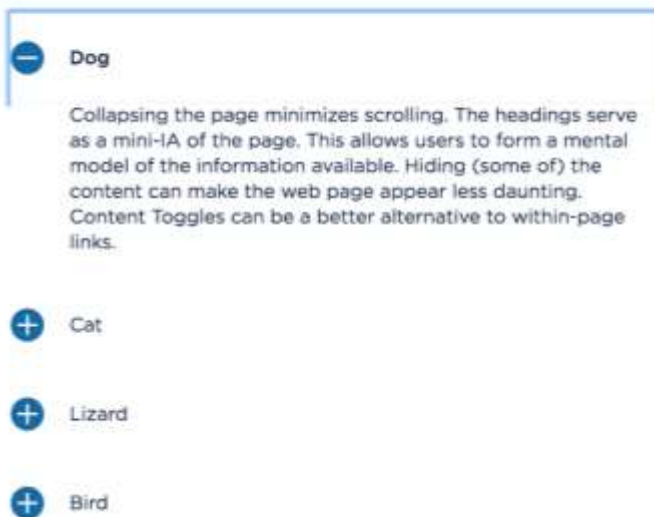 Dog
Collapsing the page minimizes scrolling. The headings serve
as a mini-IA of the page. This allows users to form a mental
model of the information available. Hiding (some of) the
content can make the web page appear less daunting.
Content Toggles can be a better alternative to within-page
links.
Cat
Lizard
Bird